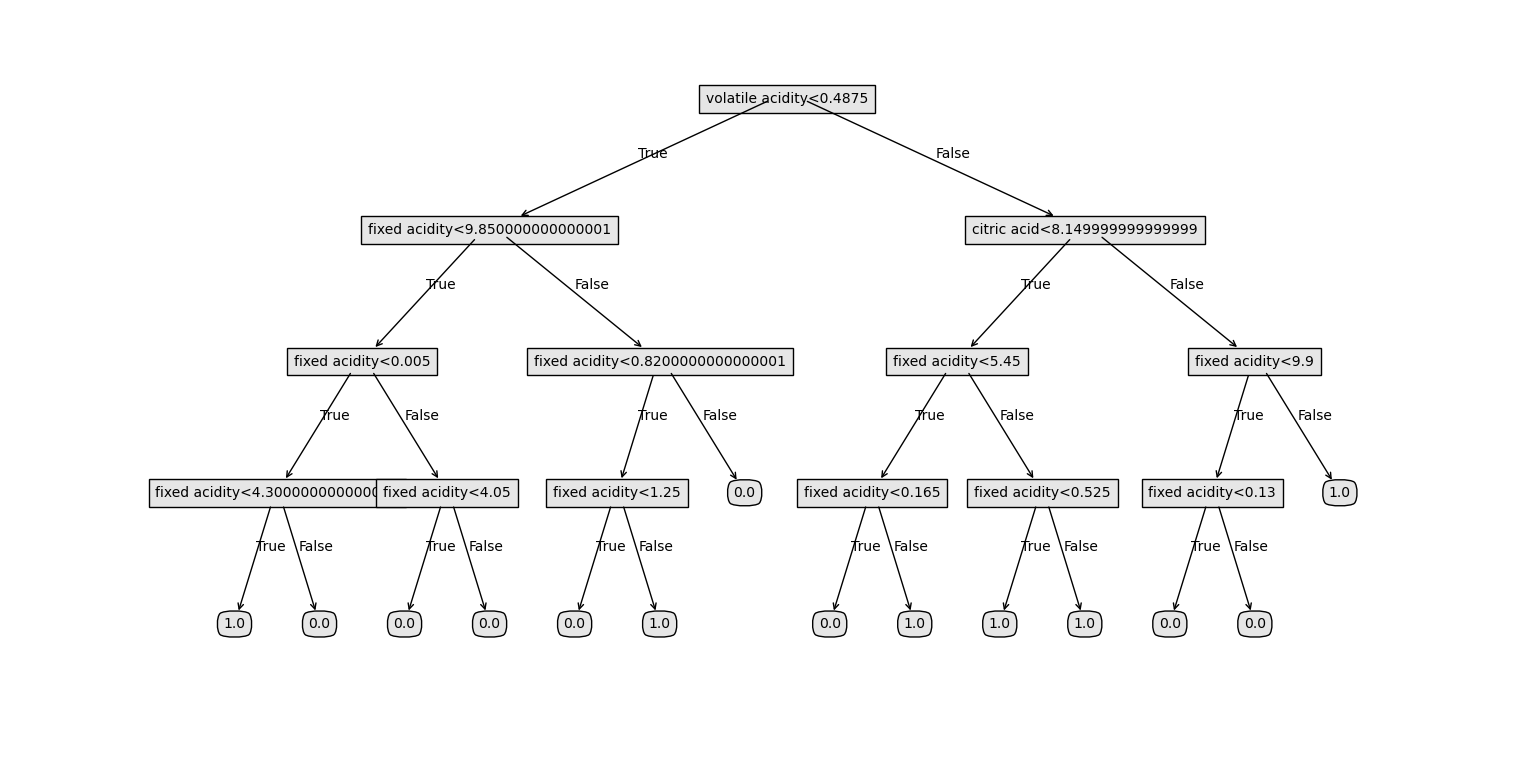 volatile acidity<0.4875
True
False
fixed acidity<9.850000000000001
citric acid<8.149999999999999
True
False
True
False
fixed acidity<0.005
fixed acidity<0.8200000000000001
fixed acidity<5.45
fixed acidity<9.9
True
False
True
False
True
False
True
False
fixed acidity<4.3000000000000
fixed acidity<4.05
fixed acidity<1.25
0.0
fixed acidity<0.165
fixed acidity<0.525
fixed acidity<0.13
1.0
True
False
True
False
True
False
True
False
True
False
True
False
1.0
0.0
0.0
0.0
0.0
1.0
0.0
1.0
1.0
1.0
0.0
0.0